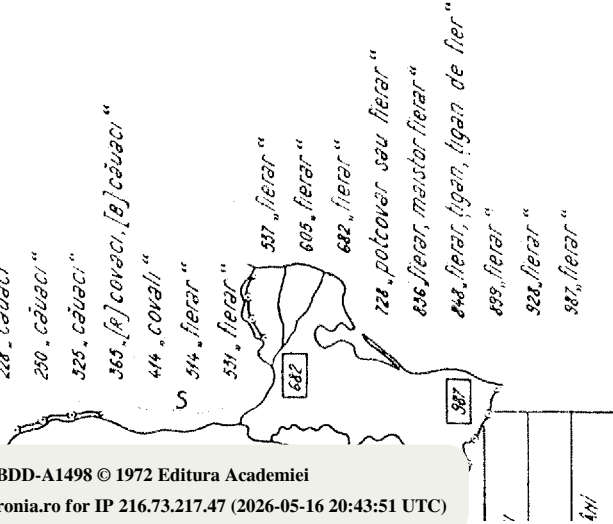 228 „căuaci“
250 „căuaci“
325 „căuaci“
365 „[R] covaci, [B] căuaci“
414 „covali“
514 „fierar“
531 „fierar“
537 „fierar“
605 „fierar“
682 „fierar“
728 „potcovar sau fierar“
836 „fierar, maistor fierar“
848 „fierar, țigan, țigan de fier“
899 „fierar“
928 „fierar“
987 „fierar“
S
682
987
BDD-A1498 © 1972 Editura Academiei
ronia.ro for IP 216.73.217.47 (2026-05-16 20:43:51 UTC)